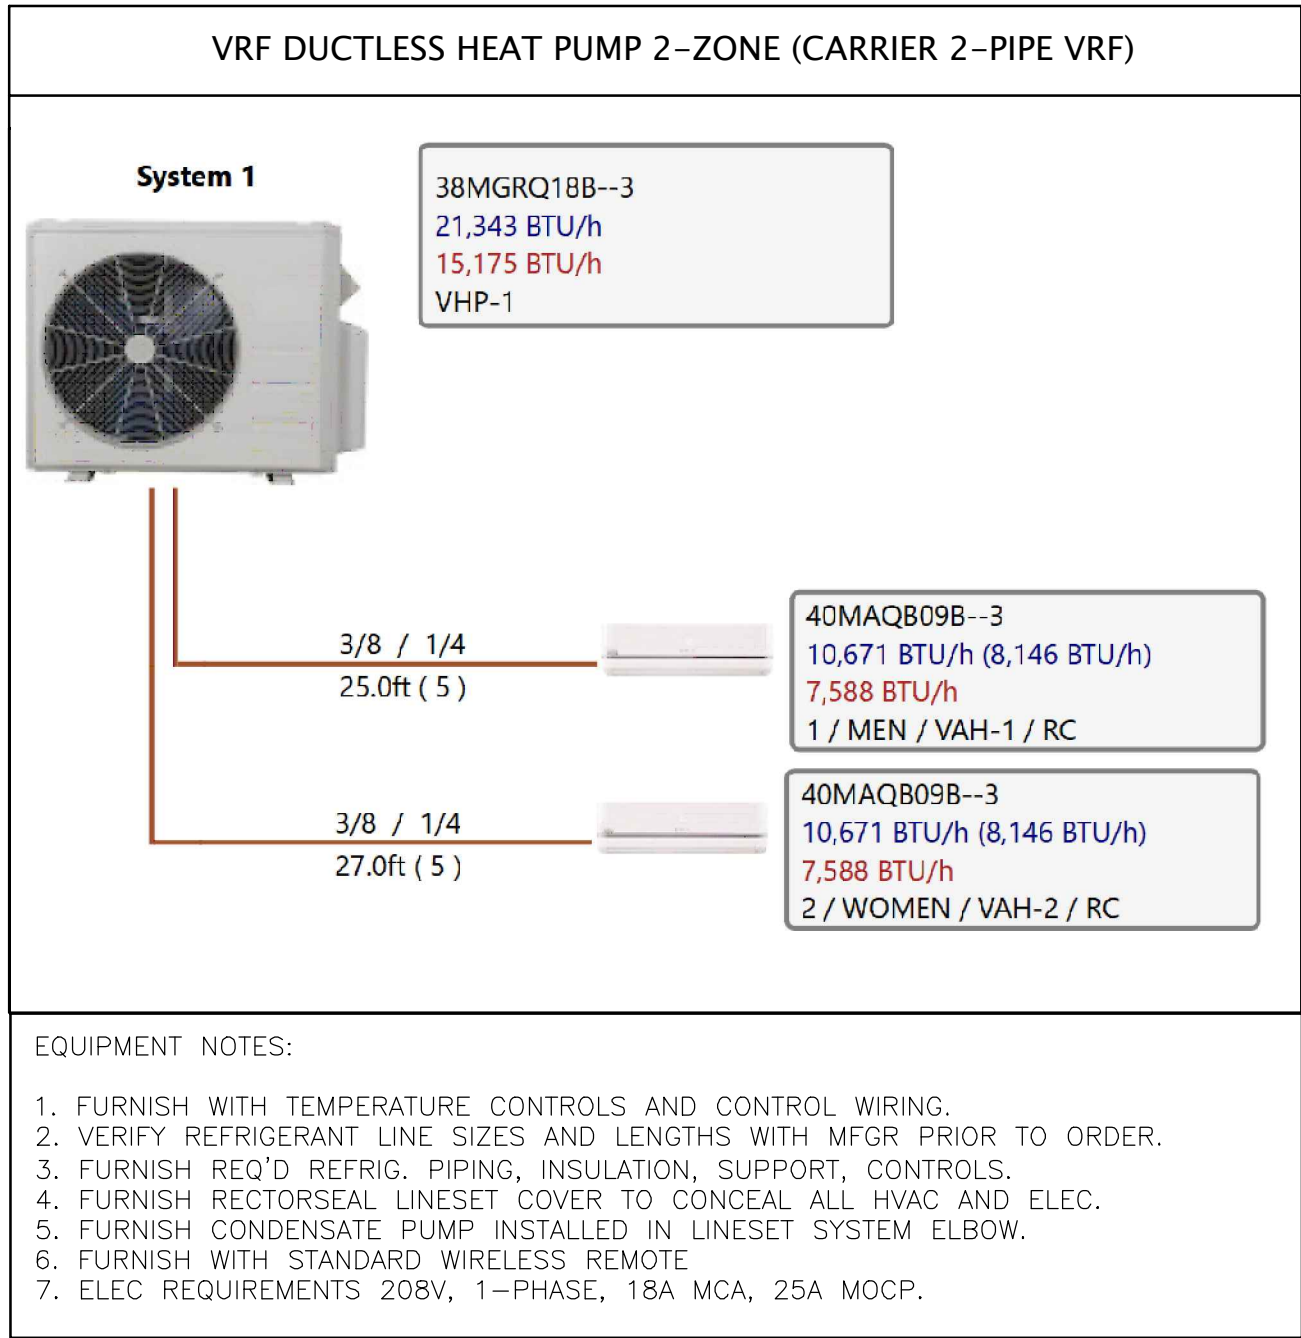 VRF DUCTLESS HEAT PUMP 2-ZONE (CARRIER 2-PIPE VRF)
System 1
38MGRQ18B--3
21,343 BTU/h
15,175 BTU/h
VHP-1
3/8 / 1/4
25.0ft ( 5 )
40MAQB09B--3
10,671 BTU/h (8,146 BTU/h)
7,588 BTU/h
1 / MEN / VAH-1 / RC
3/8 / 1/4
27.0ft ( 5 )
40MAQB09B--3
10,671 BTU/h (8,146 BTU/h)
7,588 BTU/h
2 / WOMEN / VAH-2 / RC
EQUIPMENT NOTES:
1. FURNISH WITH TEMPERATURE CONTROLS AND CONTROL WIRING.
2. VERIFY REFRIGERANT LINE SIZES AND LENGTHS WITH MFGR PRIOR TO ORDER.
3. FURNISH REQ'D REFRIG. PIPING, INSULATION, SUPPORT, CONTROLS.
4. FURNISH RECTORSEAL LINESET COVER TO CONCEAL ALL HVAC AND ELEC.
5. FURNISH CONDENSATE PUMP INSTALLED IN LINESET SYSTEM ELBOW.
6. FURNISH WITH STANDARD WIRELESS REMOTE
7. ELEC REQUIREMENTS 208V, 1-PHASE, 18A MCA, 25A MOCP.